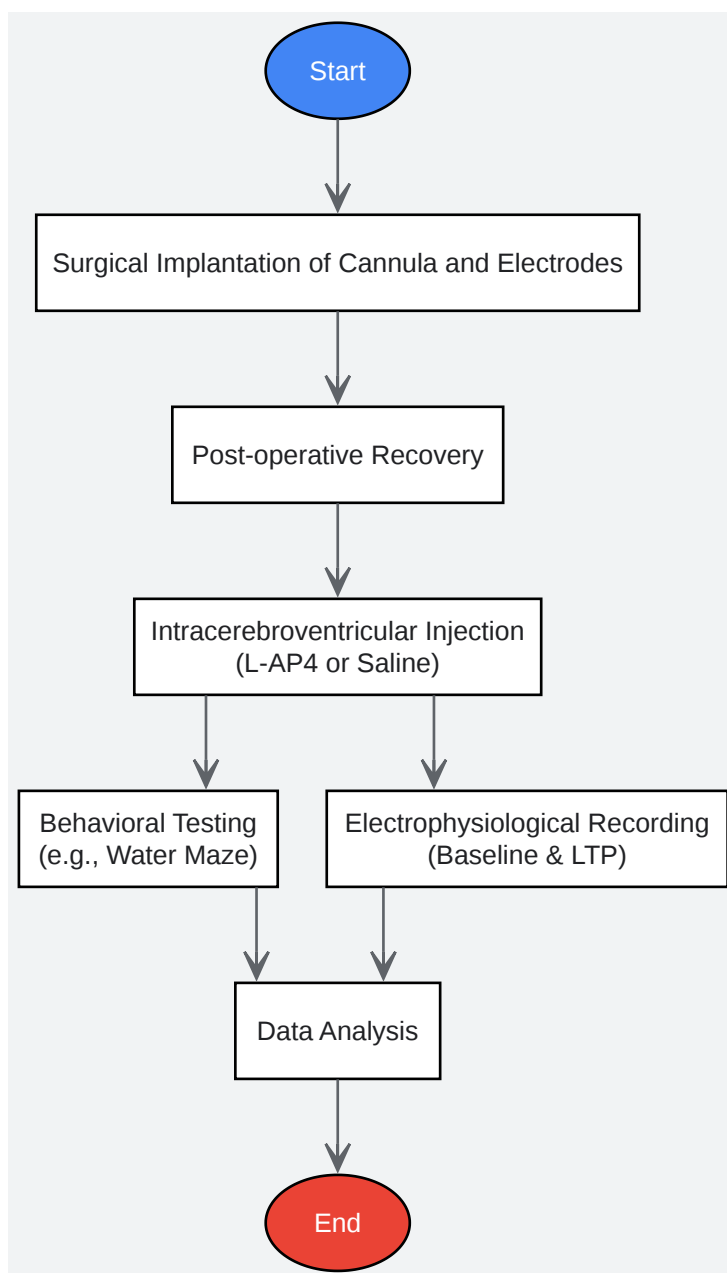 Start
Surgical Implantation of Cannula and Electrodes
Post-operative Recovery
Intracerebroventricular Injection
(L-AP4 or Saline)
Behavioral Testing
(e.g., Water Maze)
Electrophysiological Recording
(Baseline & LTP)
Data Analysis
End